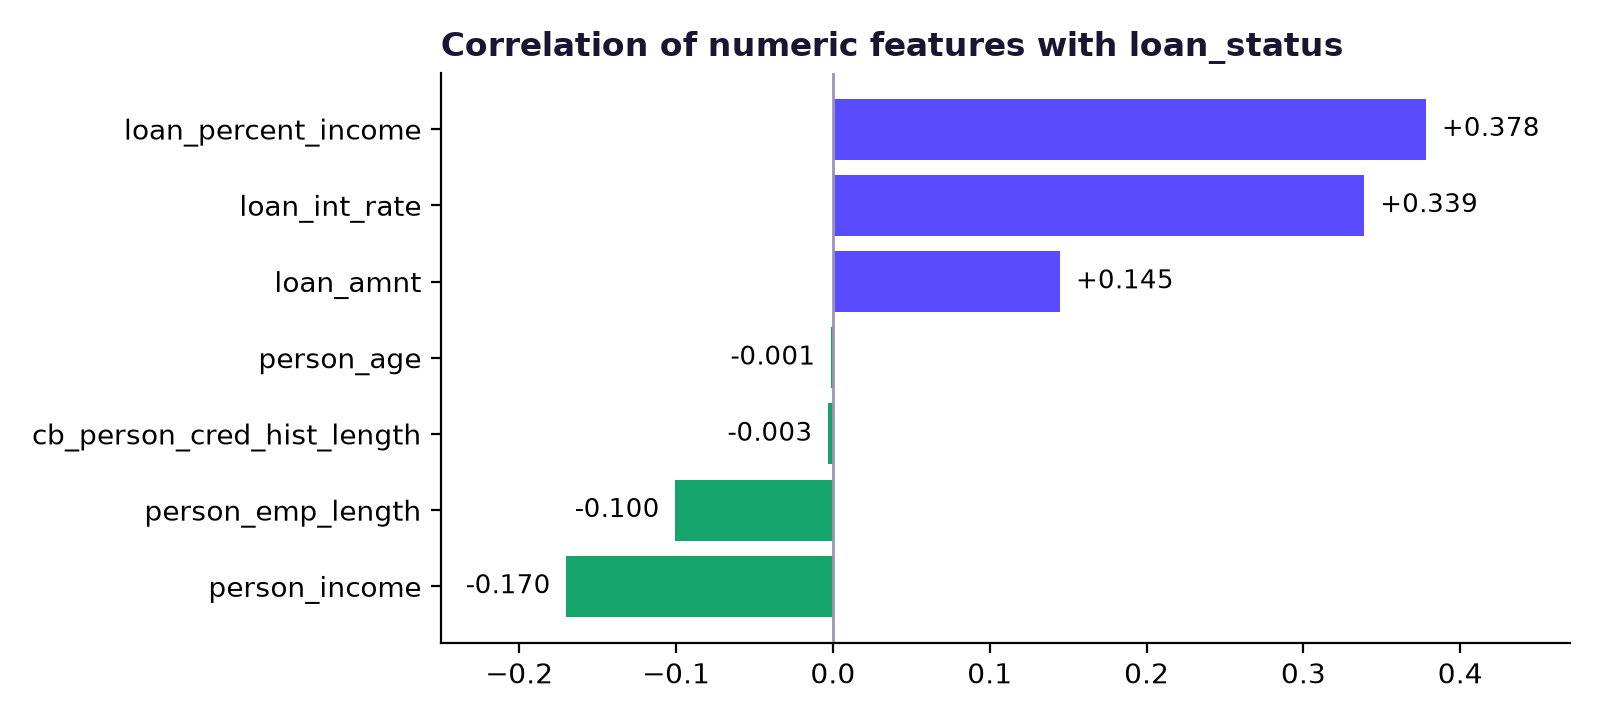 Correlation of numeric features with loan_status
loan_percent_income +0.378
loan_int_rate +0.339
loan_amnt +0.145
person_age -0.001
cb_person_cred_hist_length -0.003
person_emp_length -0.100
person_income -0.170
−0.2 −0.1 0.0 0.1 0.2 0.3 0.4